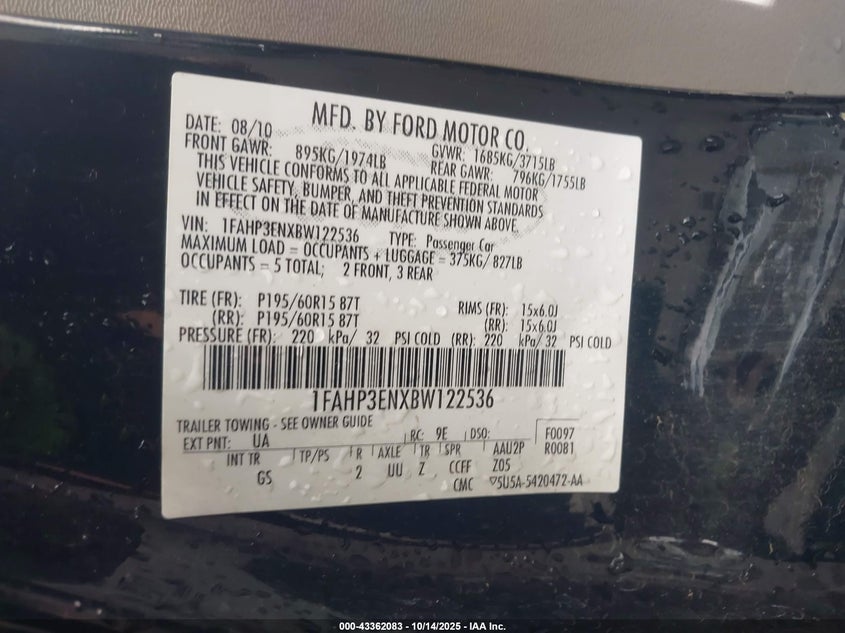 MFD. BY FORD MOTOR CO.
DATE: 08/10 GVWR: 1685KG/3715LB
FRONT GAWR: 895KG/1974LB REAR GAWR: 796KG/1755LB
THIS VEHICLE CONFORMS TO ALL APPLICABLE FEDERAL MOTOR
VEHICLE SAFETY, BUMPER, AND THEFT PREVENTION STANDARDS
IN EFFECT ON THE DATE OF MANUFACTURE SHOWN ABOVE.
VIN: 1FAHP3ENXBW122536 TYPE: Passenger Car
MAXIMUM LOAD = OCCUPANTS + LUGGAGE = 375KG/ 827LB
OCCUPANTS = 5 TOTAL; 2 FRONT, 3 REAR
TIRE (FR): P195/60R15 87T RIMS (FR): 15x6.0J
(RR): P195/60R15 87T (RR): 15x6.0J
PRESSURE (FR): 220 kPa/ 32 PSI COLD (RR): 220 kPa/ 32 PSI COLD
1FAHP3ENXBW122536
TRAILER TOWING - SEE OWNER GUIDE
EXT PNT: UA RC: 9E DSO: F0097
INT TR TP/PS R AXLE TR SPR AAU2P R0081
GS 2 UU Z CCFF Z05
CMC ▽5U5A-5420472-AA
000-43362083 - 10/14/2025 - IAA Inc.